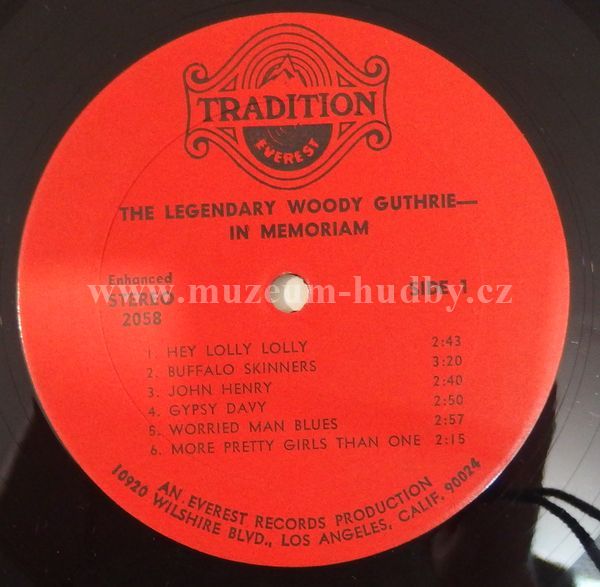 TRADITION
EVEREST
THE LEGENDARY WOODY GUTHRIE—
IN MEMORIAM
Enhanced
STEREO
2058
SIDE 1
www.muzeum-hudby.cz
1. HEY LOLLY LOLLY 2:43
2. BUFFALO SKINNERS 3:20
3. JOHN HENRY 2:40
4. GYPSY DAVY 2:50
5. WORRIED MAN BLUES 2:57
6. MORE PRETTY GIRLS THAN ONE 2:15
AN EVEREST RECORDS PRODUCTION
10920 WILSHIRE BLVD., LOS ANGELES, CALIF. 90024